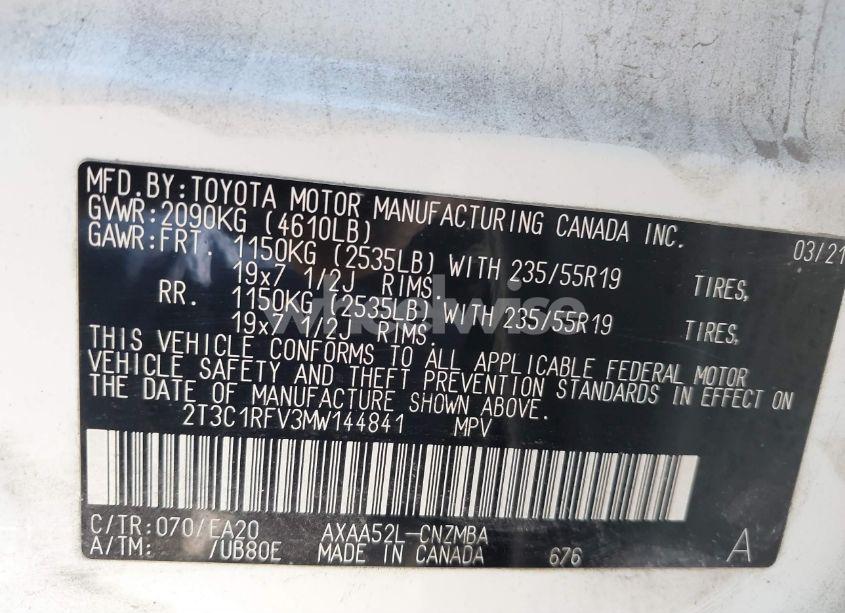 MFD.BY:TOYOTA MOTOR MANUFACTURING CANADA INC.
GVWR:2090KG (4610LB) 03/21
GAWR:FRT. 1150KG (2535LB) WITH 235/55R19 TIRES,
19x7 1/2J RIMS.
RR. 1150KG (2535LB) WITH 235/55R19 TIRES,
19x7 1/2J RIMS.
wheelwise
THIS VEHICLE CONFORMS TO ALL APPLICABLE FEDERAL MOTOR
VEHICLE SAFETY AND THEFT PREVENTION STANDARDS IN EFFECT ON
THE DATE OF MANUFACTURE SHOWN ABOVE.
2T3C1RFV3MW144841 MPV
C/TR:070/EA20 AXAA52L-CNZMBA
A/TM: /UB80E MADE IN CANADA 676 A